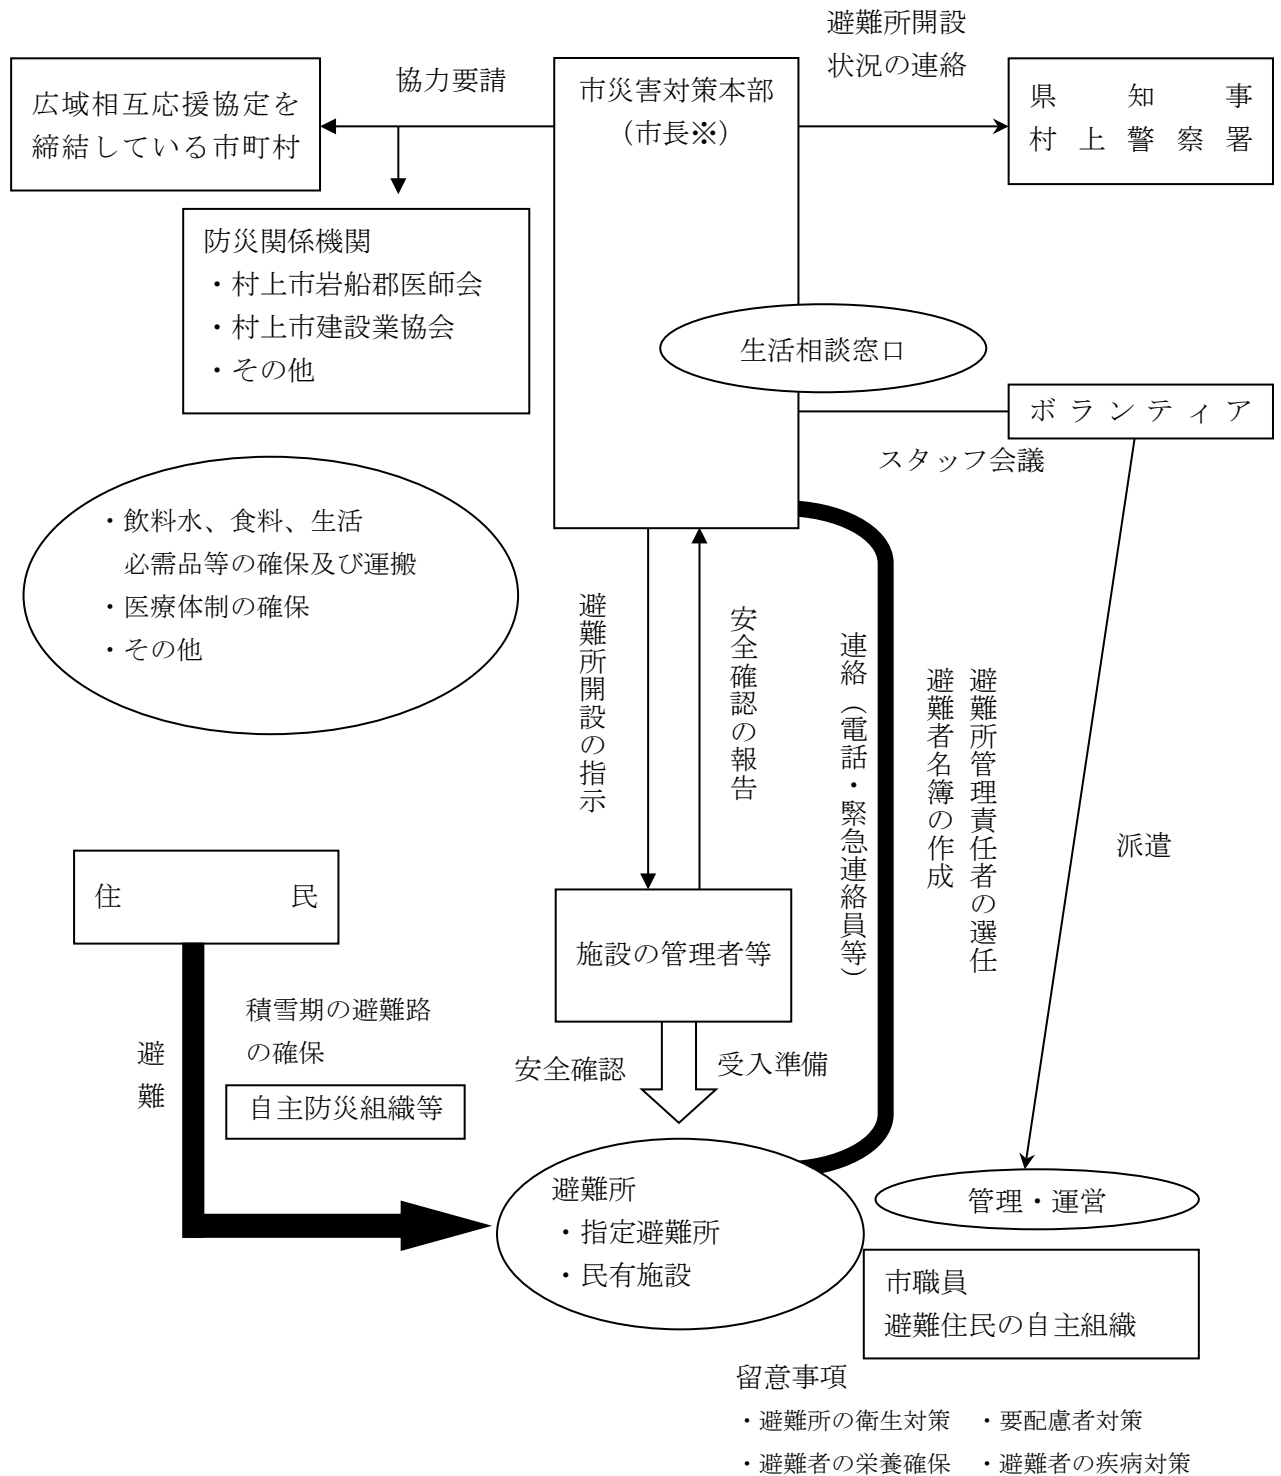 避難所開設
状況の連絡
協力要請
広域相互応援協定を
締結している市町村
市災害対策本部
（市長※）
県知事
村上警察署
防災関係機関
・村上市岩船郡医師会
・村上市建設業協会
・その他
生活相談窓口
ボランティア
スタッフ会議
・飲料水、食料、生活
必需品等の確保及び運搬
・医療体制の確保
・その他
避難所開設の指示
安全確認の報告
連絡（電話・緊急連絡員等）
避難所管理責任者の選任
避難者名簿の作成
派遣
住民
施設の管理者等
避難
積雪期の避難路
の確保
自主防災組織等
安全確認
受入準備
避難所
・指定避難所
・民有施設
管理・運営
市職員
避難住民の自主組織
留意事項
・避難所の衛生対策　・要配慮者対策
・避難者の栄養確保　・避難者の疾病対策